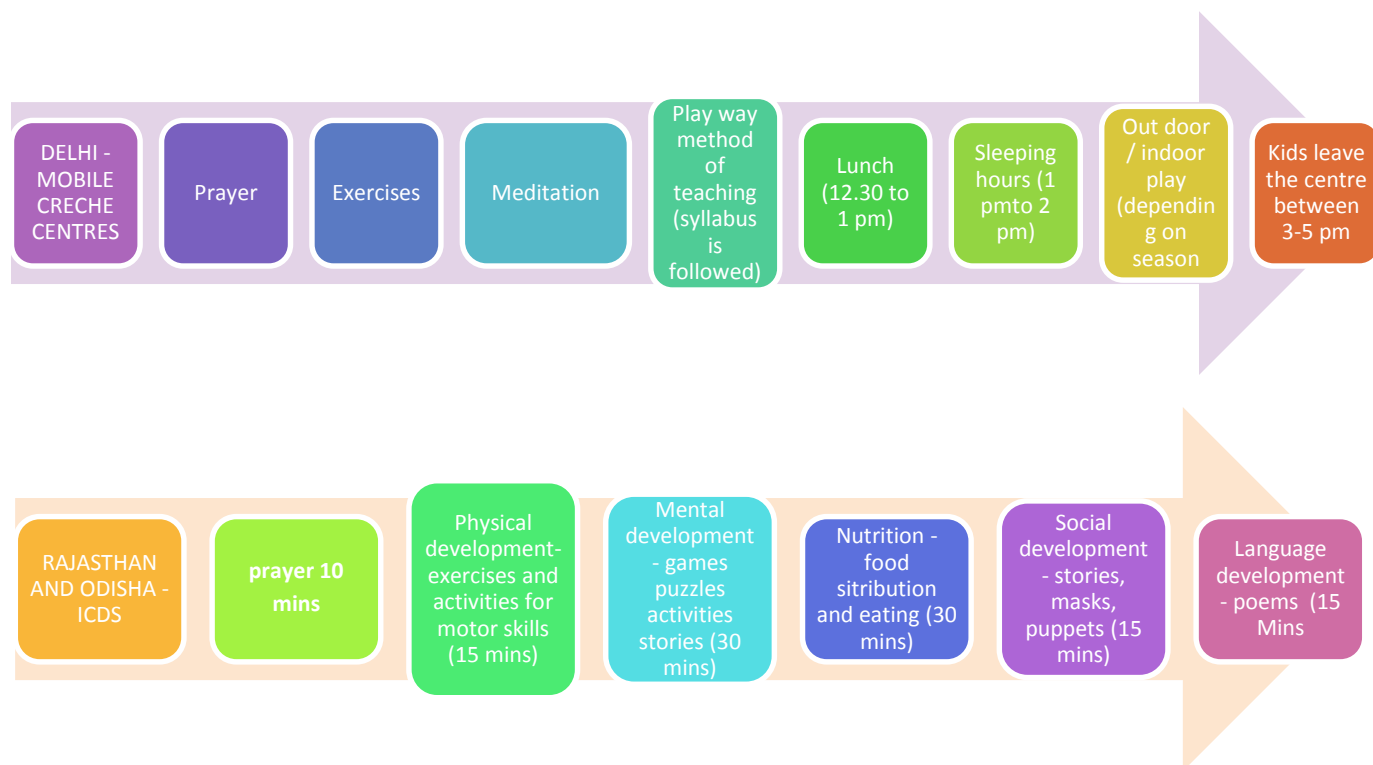 DELHI -
MOBILE
CRECHE
CENTRES
Prayer
Exercises
Meditation
Play way
method
of
teaching
(syllabus
is
followed)
Lunch
(12.30 to
1 pm)
Sleeping
hours (1
pmto 2
pm)
Out door
/ indoor
play
(dependin
g on
season
Kids leave
the centre
between
3-5 pm
RAJASTHAN
AND ODISHA -
ICDS
prayer 10
mins
Physical
development-
exercises and
activities for
motor skills
(15 mins)
Mental
development
- games
puzzles
activities
stories (30
mins)
Nutrition -
food
sitribution
and eating (30
mins)
Social
development
- stories,
masks,
puppets (15
mins)
Language
development
- poems (15
Mins